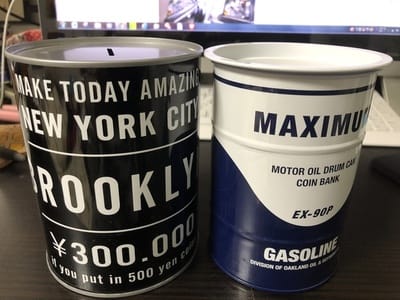 MAKE TODAY AMAZING
NEW YORK CITY
BROOKLY
¥300.000
if you put in 500 yen coi
MAXIMU
MOTOR OIL DRUM CAN
COIN BANK
EX-90P
GASOLINE
DIVISION OF OAKLAND OIL &